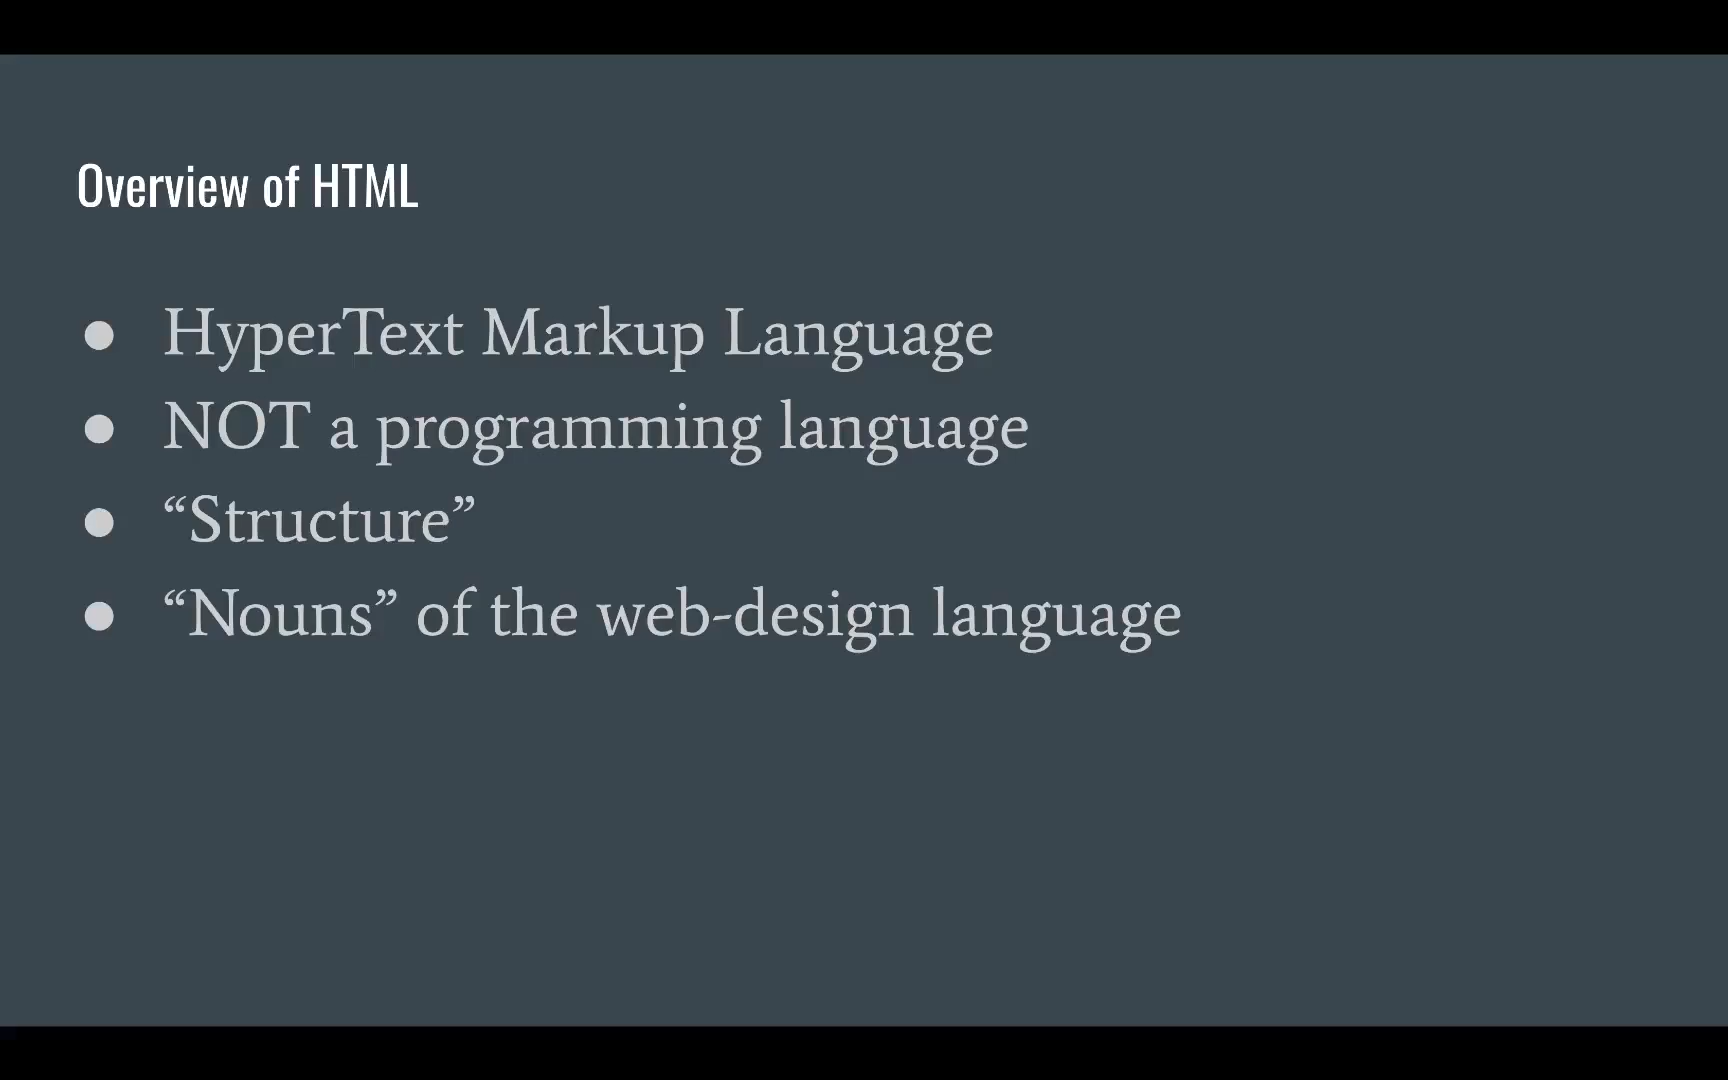 Overview of HTML
● HyperText Markup Language
● NOT a programming language
● “Structure”
● “Nouns” of the web-design language